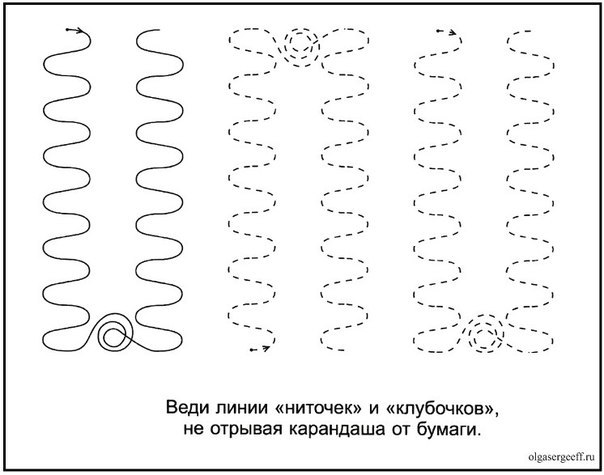 Веди линии «ниточек» и «клубочков»,
не отрывая карандаша от бумаги.
olgasergeeff.ru